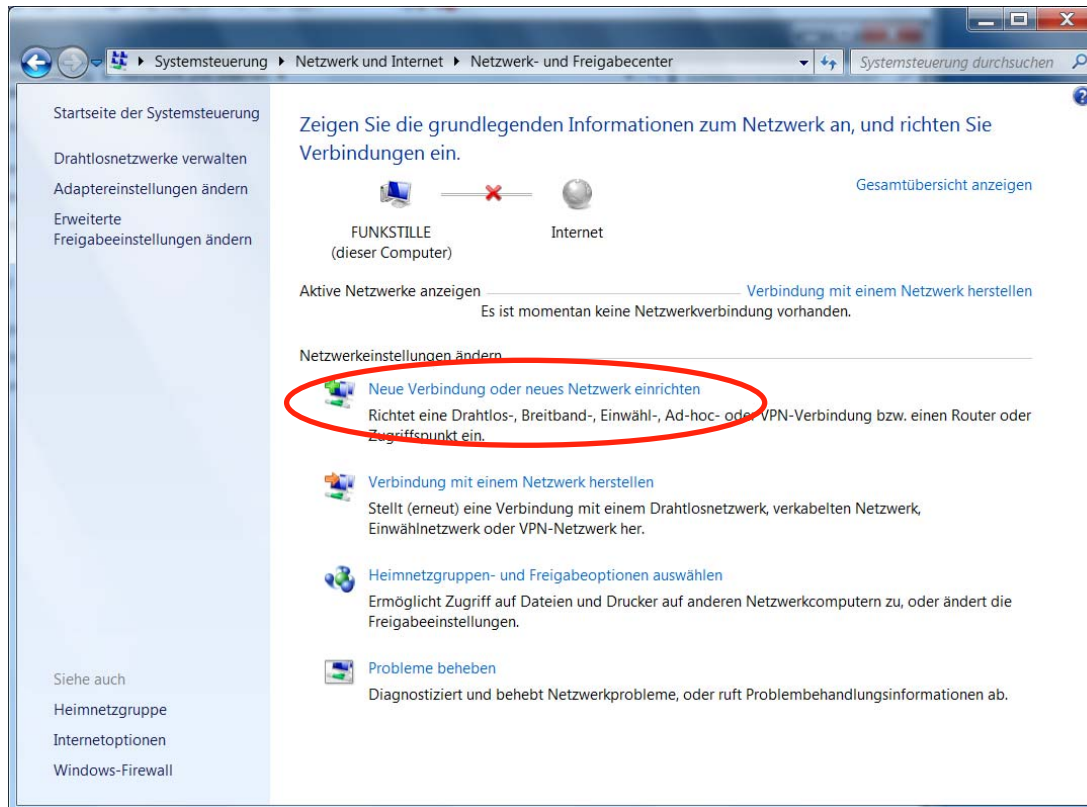 Systemsteuerung Netzwerk und Internet Netzwerk- und Freigabecenter
Systemsteuerung durchsuchen
Startseite der Systemsteuerung
Drahtlosnetzwerke verwalten
Adaptereinstellungen ändern
Erweiterte
Freigabeeinstellungen ändern
Zeigen Sie die grundlegenden Informationen zum Netzwerk an, und richten Sie
Verbindungen ein.
Gesamtübersicht anzeigen
FUNKSTILLE
(dieser Computer)
Internet
Aktive Netzwerke anzeigen
Verbindung mit einem Netzwerk herstellen
Es ist momentan keine Netzwerkverbindung vorhanden.
Netzwerkeinstellungen ändern
Neue Verbindung oder neues Netzwerk einrichten
Richtet eine Drahtlos-, Breitband-, Einwähl-, Ad-hoc- oder VPN-Verbindung bzw. einen Router oder
Zugriffspunkt ein.
Verbindung mit einem Netzwerk herstellen
Stellt (erneut) eine Verbindung mit einem Drahtlosnetzwerk, verkabelten Netzwerk,
Einwählnetzwerk oder VPN-Netzwerk her.
Heimnetzgruppen- und Freigabeoptionen auswählen
Ermöglicht Zugriff auf Dateien und Drucker auf anderen Netzwerkcomputern zu, oder ändert die
Freigabeeinstellungen.
Probleme beheben
Diagnostiziert und behebt Netzwerkprobleme, oder ruft Problembehandlungsinformationen ab.
Siehe auch
Heimnetzgruppe
Internetoptionen
Windows-Firewall